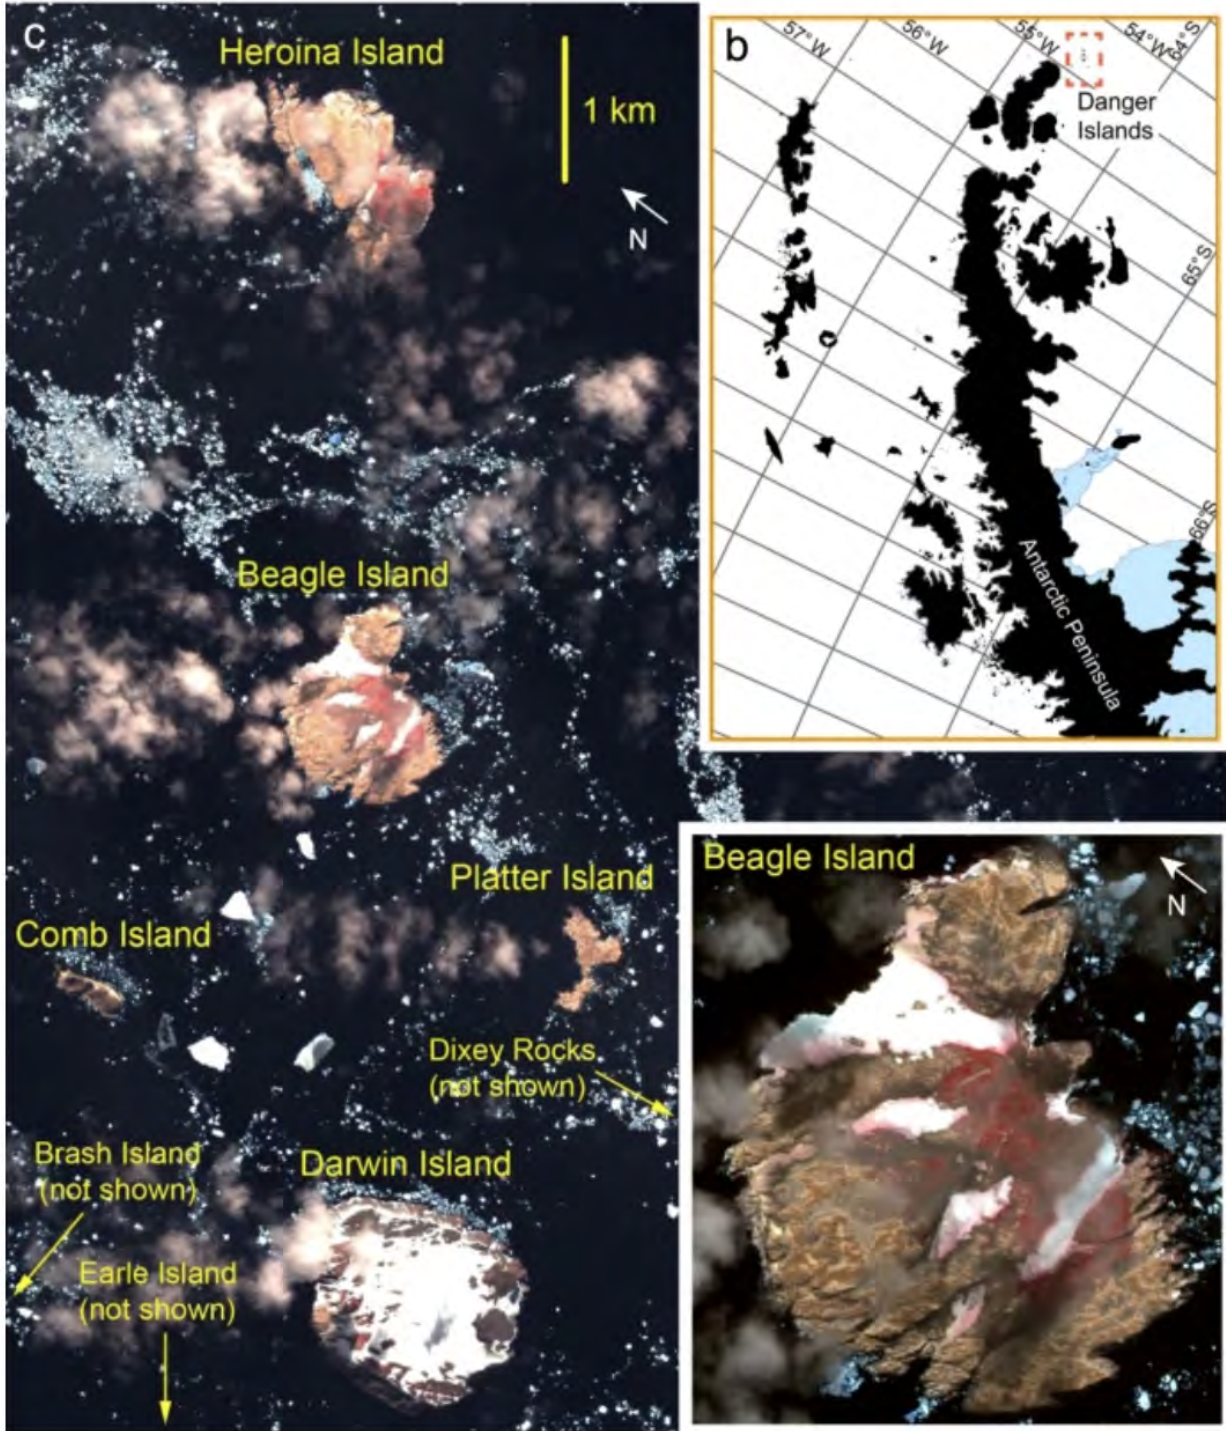 c
Heroina Island
1 km
N
Beagle Island
Platter Island
Comb Island
Dixey Rocks
(not shown)
Brash Island
(not shown)
Darwin Island
Earle Island
(not shown)
b
57°W
56°W
55°W
54°W
64°S
Danger
Islands
65°S
66°S
Antarctic Peninsula
Beagle Island
N